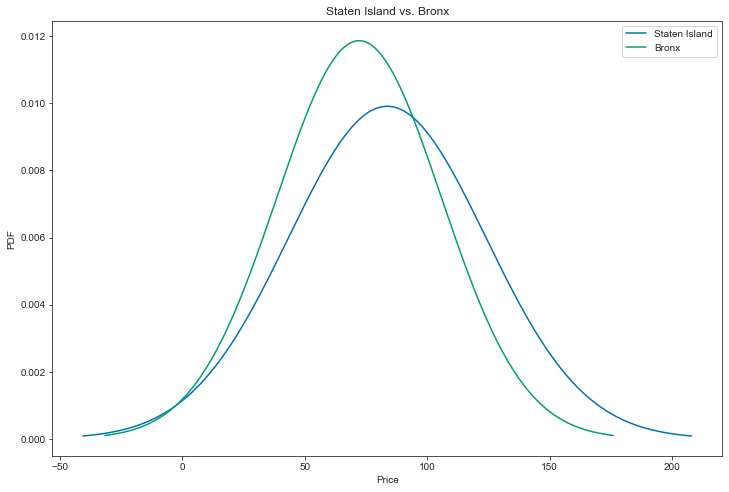 Staten Island vs. Bronx
Staten Island
Bronx
0.012
0.010
0.008
0.006
0.004
0.002
0.000
PDF
-50
0
50
100
150
200
Price